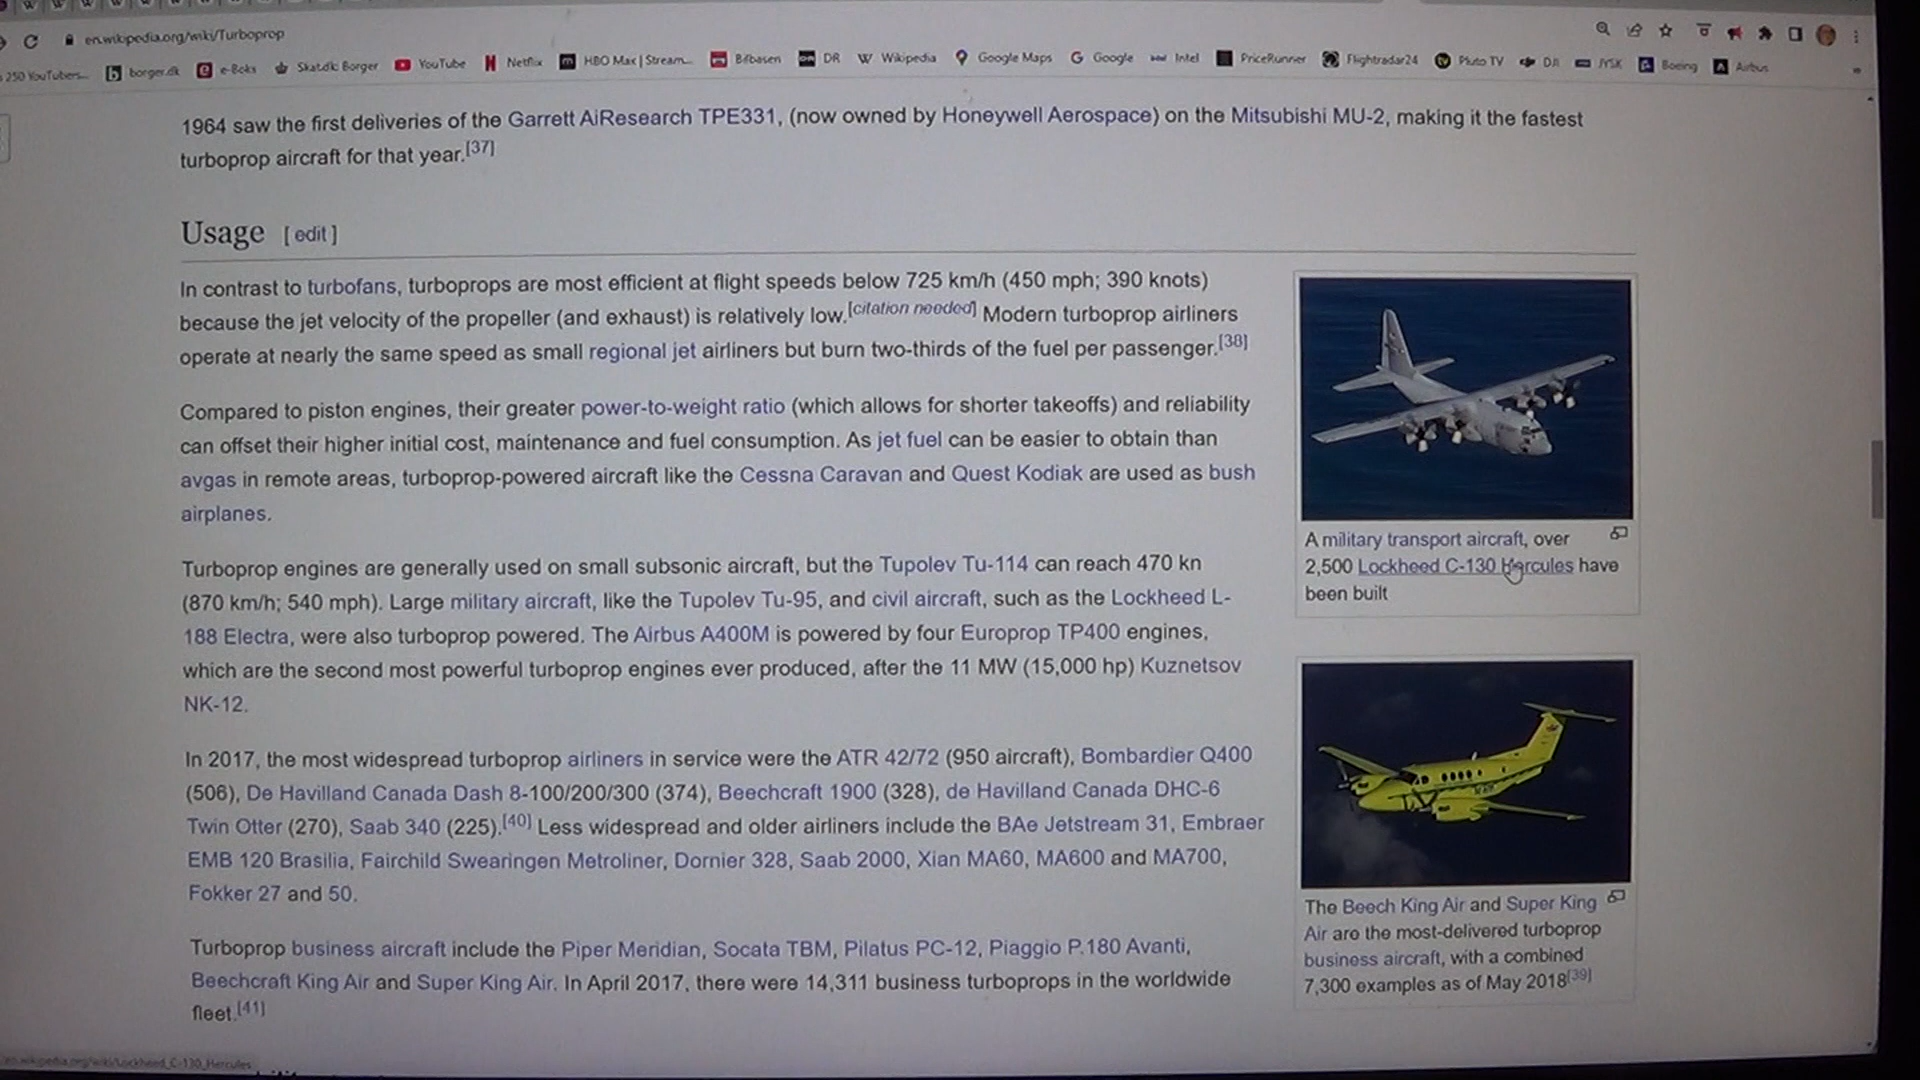 en.wikipedia.org/wiki/Turboprop
250 YouTubers... borger.dk e-Boks Skat.dk: Borger YouTube Netflix HBO Max | Stream... Bilbasen DR Wikipedia Google Maps Google Intel PriceRunner Flightradar24 Pluto TV DJI JYSK Boeing Airbus
1964 saw the first deliveries of the Garrett AiResearch TPE331, (now owned by Honeywell Aerospace) on the Mitsubishi MU-2, making it the fastest
turboprop aircraft for that year.[37]
Usage [ edit ]
In contrast to turbofans, turboprops are most efficient at flight speeds below 725 km/h (450 mph; 390 knots)
because the jet velocity of the propeller (and exhaust) is relatively low.[citation needed] Modern turboprop airliners
operate at nearly the same speed as small regional jet airliners but burn two-thirds of the fuel per passenger.[38]
Compared to piston engines, their greater power-to-weight ratio (which allows for shorter takeoffs) and reliability
can offset their higher initial cost, maintenance and fuel consumption. As jet fuel can be easier to obtain than
avgas in remote areas, turboprop-powered aircraft like the Cessna Caravan and Quest Kodiak are used as bush
airplanes.
Turboprop engines are generally used on small subsonic aircraft, but the Tupolev Tu-114 can reach 470 kn
(870 km/h; 540 mph). Large military aircraft, like the Tupolev Tu-95, and civil aircraft, such as the Lockheed L-
188 Electra, were also turboprop powered. The Airbus A400M is powered by four Europrop TP400 engines,
which are the second most powerful turboprop engines ever produced, after the 11 MW (15,000 hp) Kuznetsov
NK-12.
In 2017, the most widespread turboprop airliners in service were the ATR 42/72 (950 aircraft), Bombardier Q400
(506), De Havilland Canada Dash 8-100/200/300 (374), Beechcraft 1900 (328), de Havilland Canada DHC-6
Twin Otter (270), Saab 340 (225).[40] Less widespread and older airliners include the BAe Jetstream 31, Embraer
EMB 120 Brasilia, Fairchild Swearingen Metroliner, Dornier 328, Saab 2000, Xian MA60, MA600 and MA700,
Fokker 27 and 50.
Turboprop business aircraft include the Piper Meridian, Socata TBM, Pilatus PC-12, Piaggio P.180 Avanti,
Beechcraft King Air and Super King Air. In April 2017, there were 14,311 business turboprops in the worldwide
fleet.[41]
A military transport aircraft, over
2,500 Lockheed C-130 Hercules have
been built
The Beech King Air and Super King
Air are the most-delivered turboprop
business aircraft, with a combined
7,300 examples as of May 2018[39]
en.wikipedia.org/wiki/Lockheed_C-130_Hercules